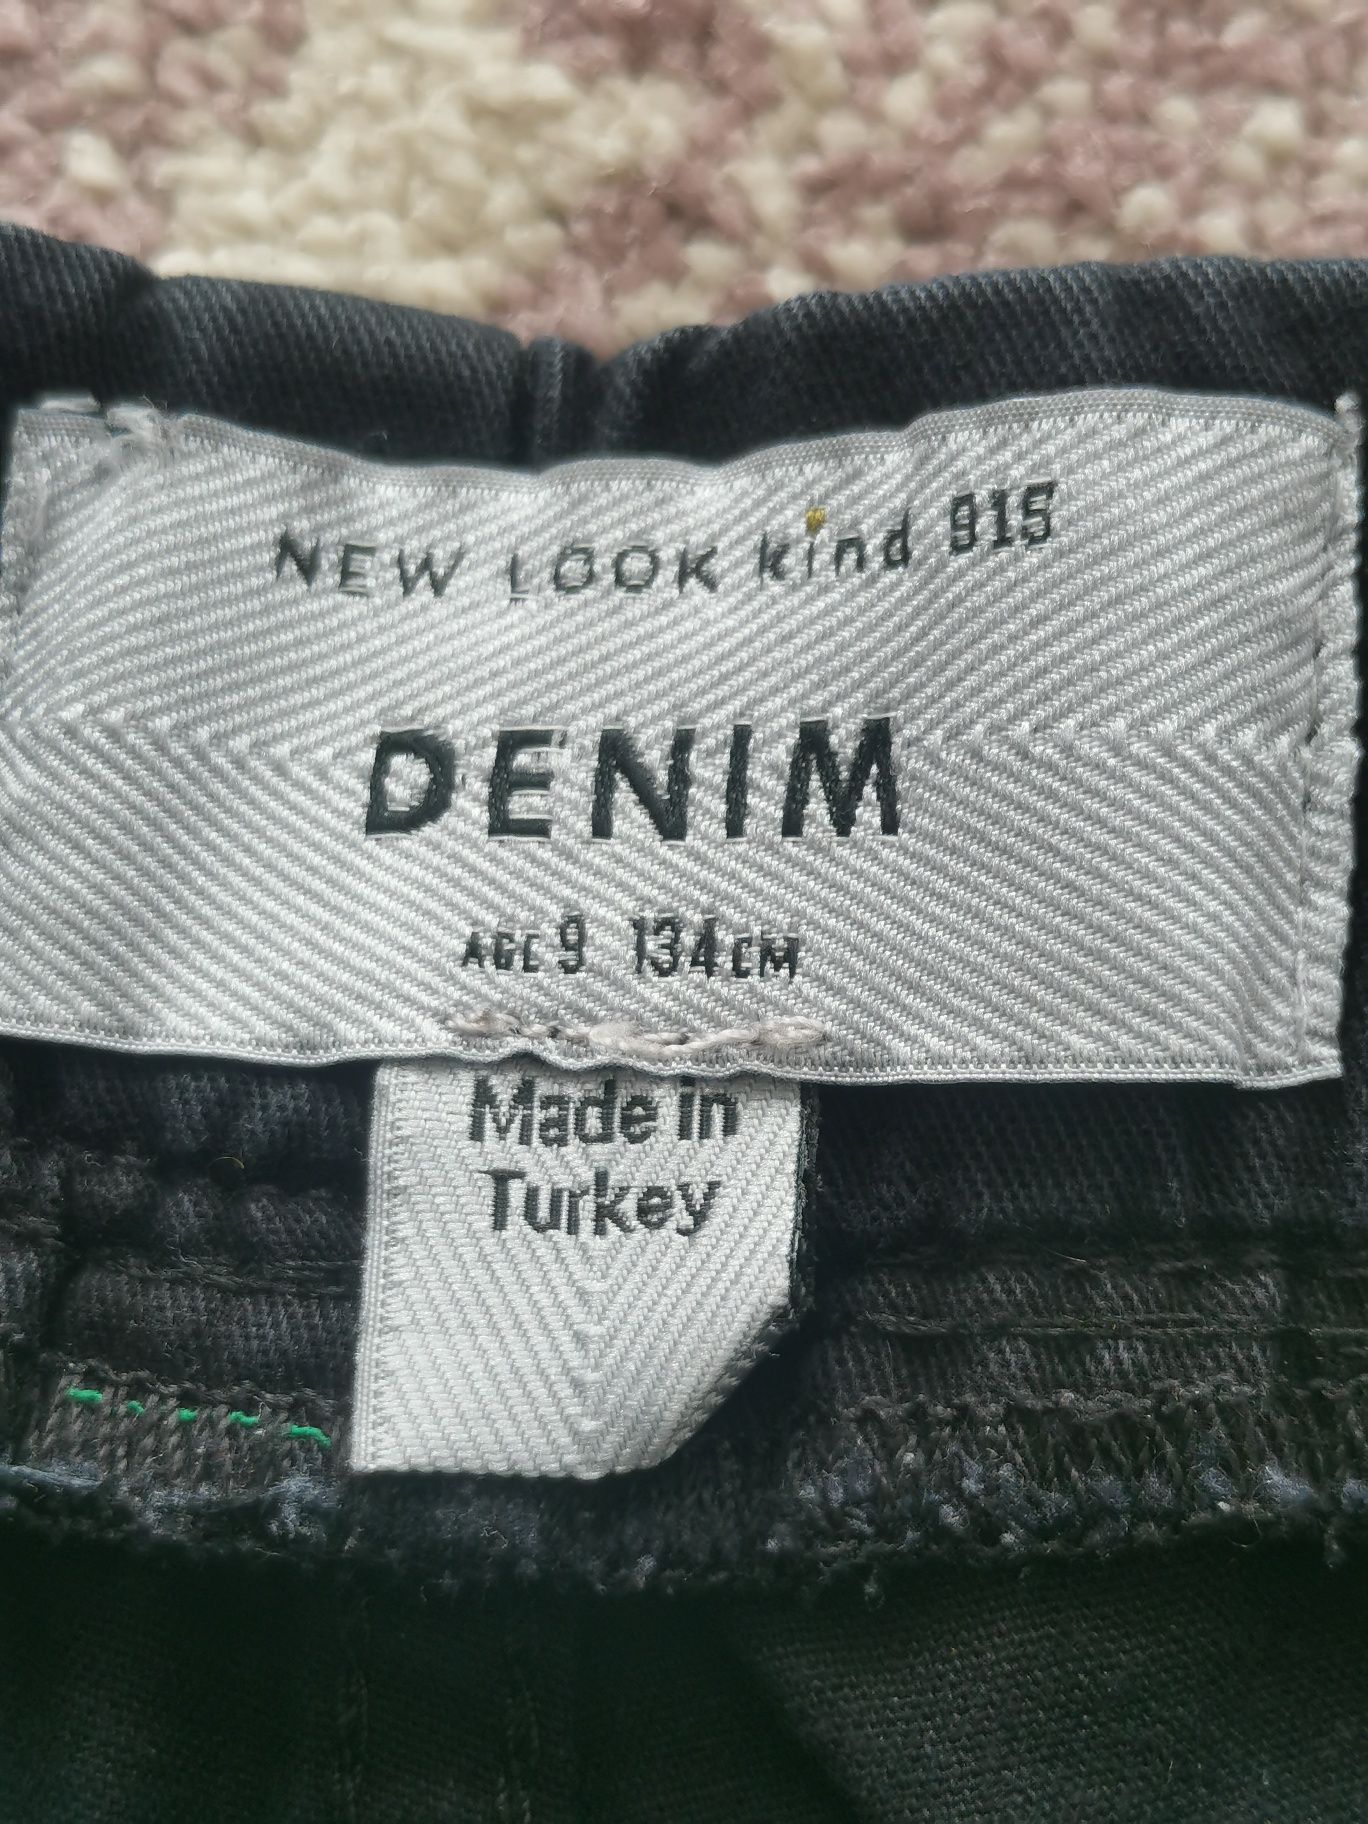 NEW LOOK kind 915
DENIM
AGE 9 134CM
Made in
Turkey